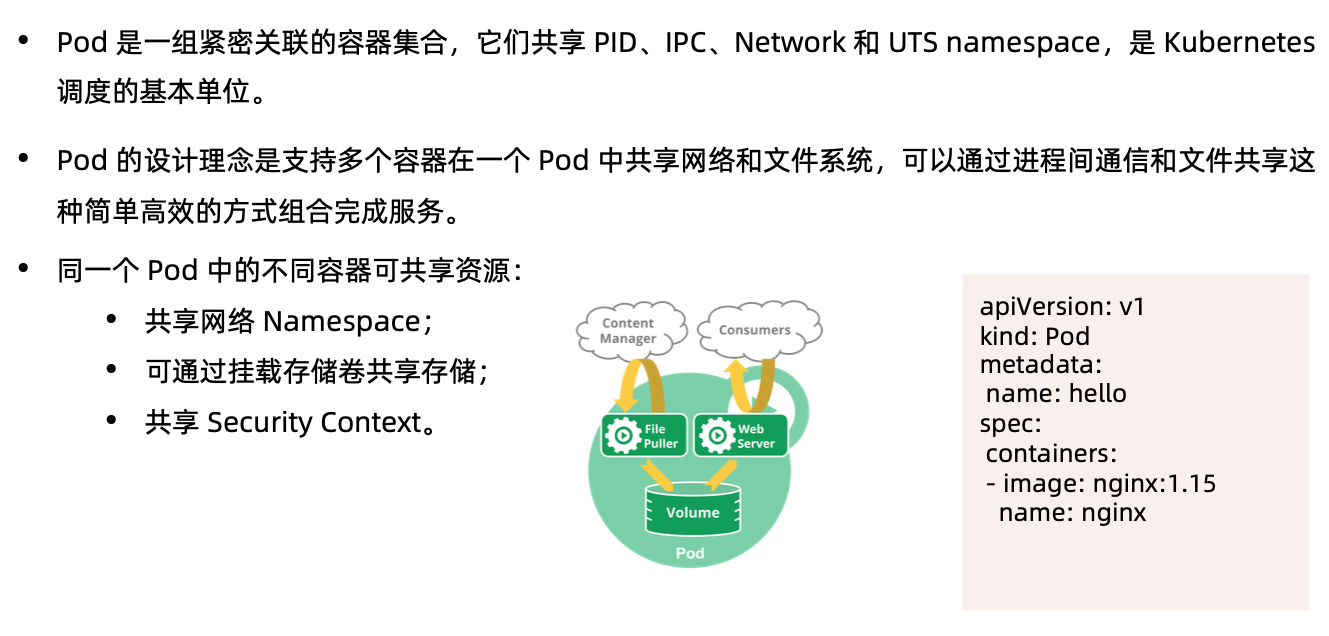 • Pod 是一组紧密关联的容器集合，它们共享 PID、IPC、Network 和 UTS namespace，是 Kubernetes
调度的基本单位。
• Pod 的设计理念是支持多个容器在一个 Pod 中共享网络和文件系统，可以通过进程间通信和文件共享这
种简单高效的方式组合完成服务。
• 同一个 Pod 中的不同容器可共享资源：
• 共享网络 Namespace；
• 可通过挂载存储卷共享存储；
• 共享 Security Context。
Content
Manager
Consumers
File
Puller
Web
Server
Volume
Pod
apiVersion: v1
kind: Pod
metadata:
 name: hello
spec:
 containers:
 - image: nginx:1.15
   name: nginx